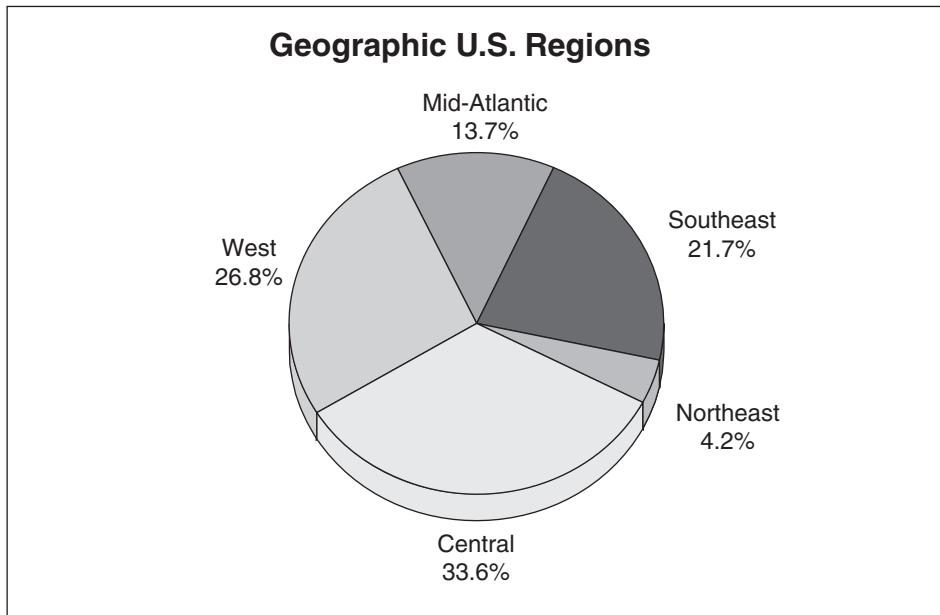 Geographic U.S. Regions
Mid-Atlantic
13.7%
Southeast
21.7%
West
26.8%
Northeast
4.2%
Central
33.6%